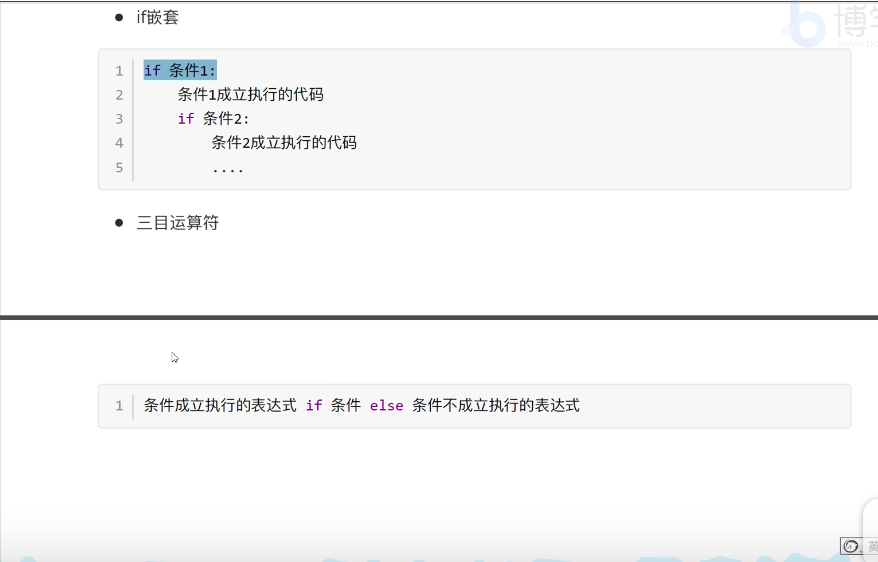 ● if嵌套
1 if 条件1:
2 条件1成立执行的代码
3 if 条件2:
4 条件2成立执行的代码
5 ....
● 三目运算符
1 条件成立执行的表达式 if 条件 else 条件不成立执行的表达式
英